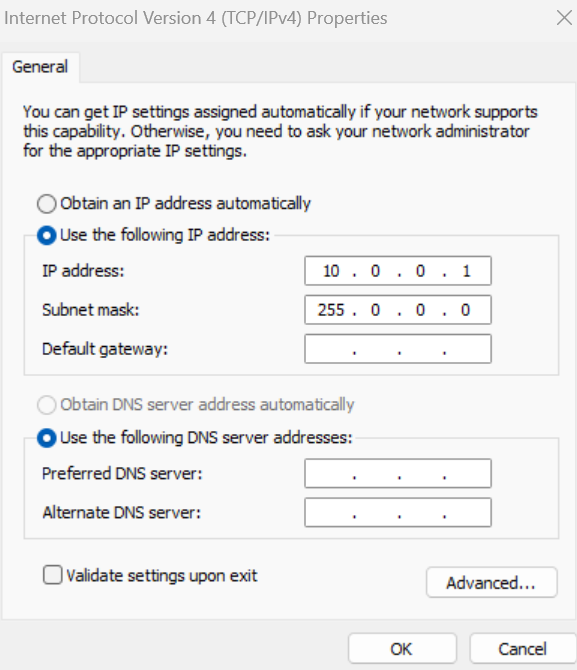 Internet Protocol Version 4 (TCP/IPv4) Properties
General
You can get IP settings assigned automatically if your network supports
this capability. Otherwise, you need to ask your network administrator
for the appropriate IP settings.
Obtain an IP address automatically
Use the following IP address:
IP address: 10 . 0 . 0 . 1
Subnet mask: 255 . 0 . 0 . 0
Default gateway: . . .
Obtain DNS server address automatically
Use the following DNS server addresses:
Preferred DNS server: . . .
Alternate DNS server: . . .
Validate settings upon exit
Advanced...
OK Cancel